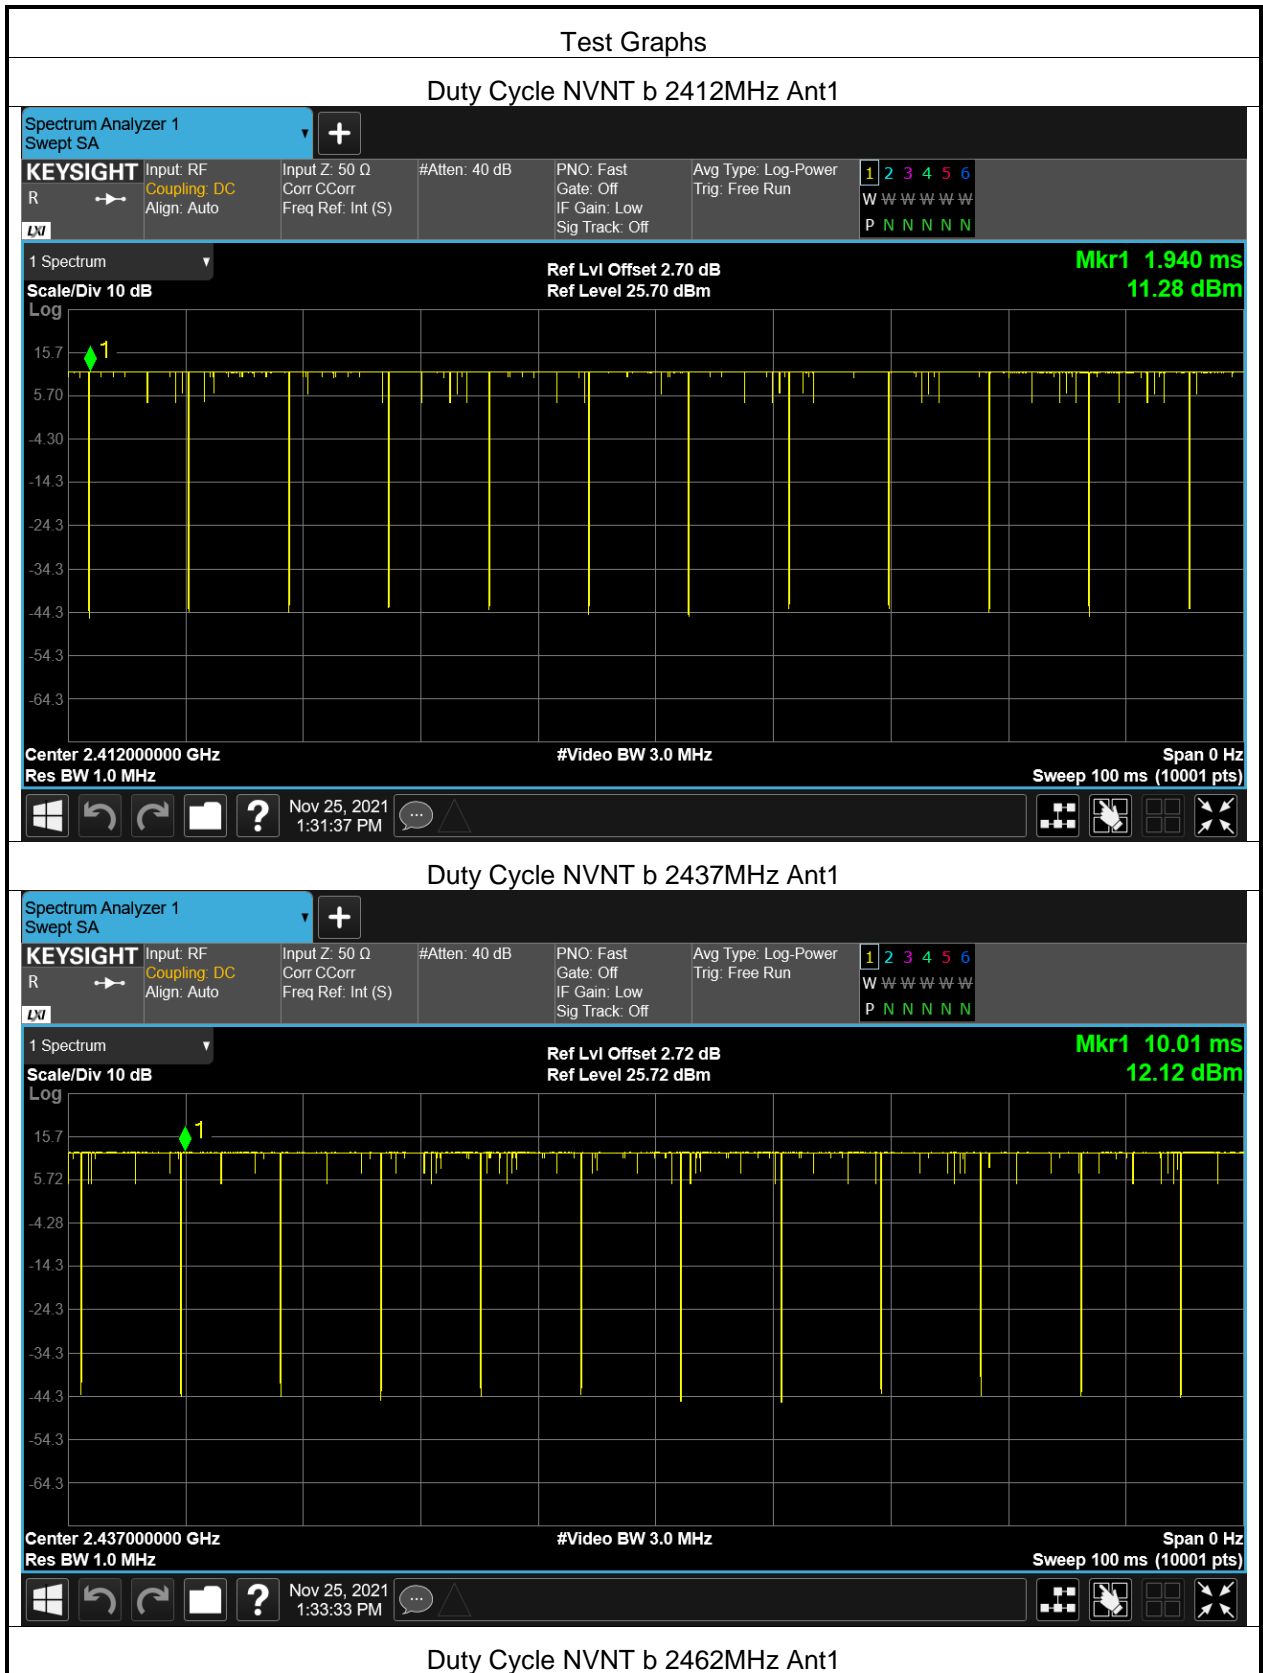 Test Graphs
Duty Cycle NVNT b 2412MHz Ant1
Spectrum Analyzer 1
Swept SA
KEYSIGHT
R
LXI
Input: RF
Coupling: DC
Align: Auto
Input Z: 50 Ω
Corr CCorr
Freq Ref: Int (S)
#Atten: 40 dB
PNO: Fast
Gate: Off
IF Gain: Low
Sig Track: Off
Avg Type: Log-Power
Trig: Free Run
1 2 3 4 5 6
W W W W W W
P N N N N N
1 Spectrum
Scale/Div 10 dB
Ref Lvl Offset 2.70 dB
Ref Level 25.70 dBm
Mkr1 1.940 ms
11.28 dBm
Log
1
15.7
5.70
-4.30
-14.3
-24.3
-34.3
-44.3
-54.3
-64.3
Center 2.412000000 GHz
Res BW 1.0 MHz
#Video BW 3.0 MHz
Span 0 Hz
Sweep 100 ms (10001 pts)
?
Nov 25, 2021
1:31:37 PM
Duty Cycle NVNT b 2437MHz Ant1
Spectrum Analyzer 1
Swept SA
KEYSIGHT
R
LXI
Input: RF
Coupling: DC
Align: Auto
Input Z: 50 Ω
Corr CCorr
Freq Ref: Int (S)
#Atten: 40 dB
PNO: Fast
Gate: Off
IF Gain: Low
Sig Track: Off
Avg Type: Log-Power
Trig: Free Run
1 2 3 4 5 6
W W W W W W
P N N N N N
1 Spectrum
Scale/Div 10 dB
Ref Lvl Offset 2.72 dB
Ref Level 25.72 dBm
Mkr1 10.01 ms
12.12 dBm
Log
1
15.7
5.72
-4.28
-14.3
-24.3
-34.3
-44.3
-54.3
-64.3
Center 2.437000000 GHz
Res BW 1.0 MHz
#Video BW 3.0 MHz
Span 0 Hz
Sweep 100 ms (10001 pts)
?
Nov 25, 2021
1:33:33 PM
Duty Cycle NVNT b 2462MHz Ant1